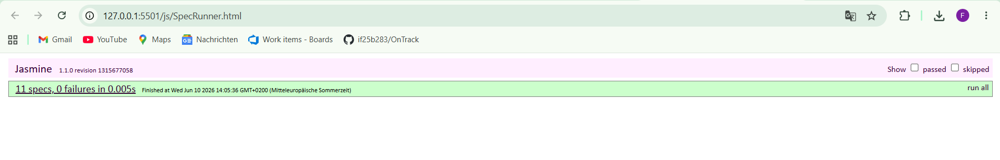 127.0.0.1:5501/js/SpecRunner.html
F
Gmail YouTube Maps Nachrichten Work items - Boards if25b283/OnTrack
Jasmine 1.1.0 revision 1315677058 Show passed skipped
11 specs, 0 failures in 0.005s Finished at Wed Jun 10 2026 14:05:36 GMT+0200 (Mitteleuropäische Sommerzeit) run all